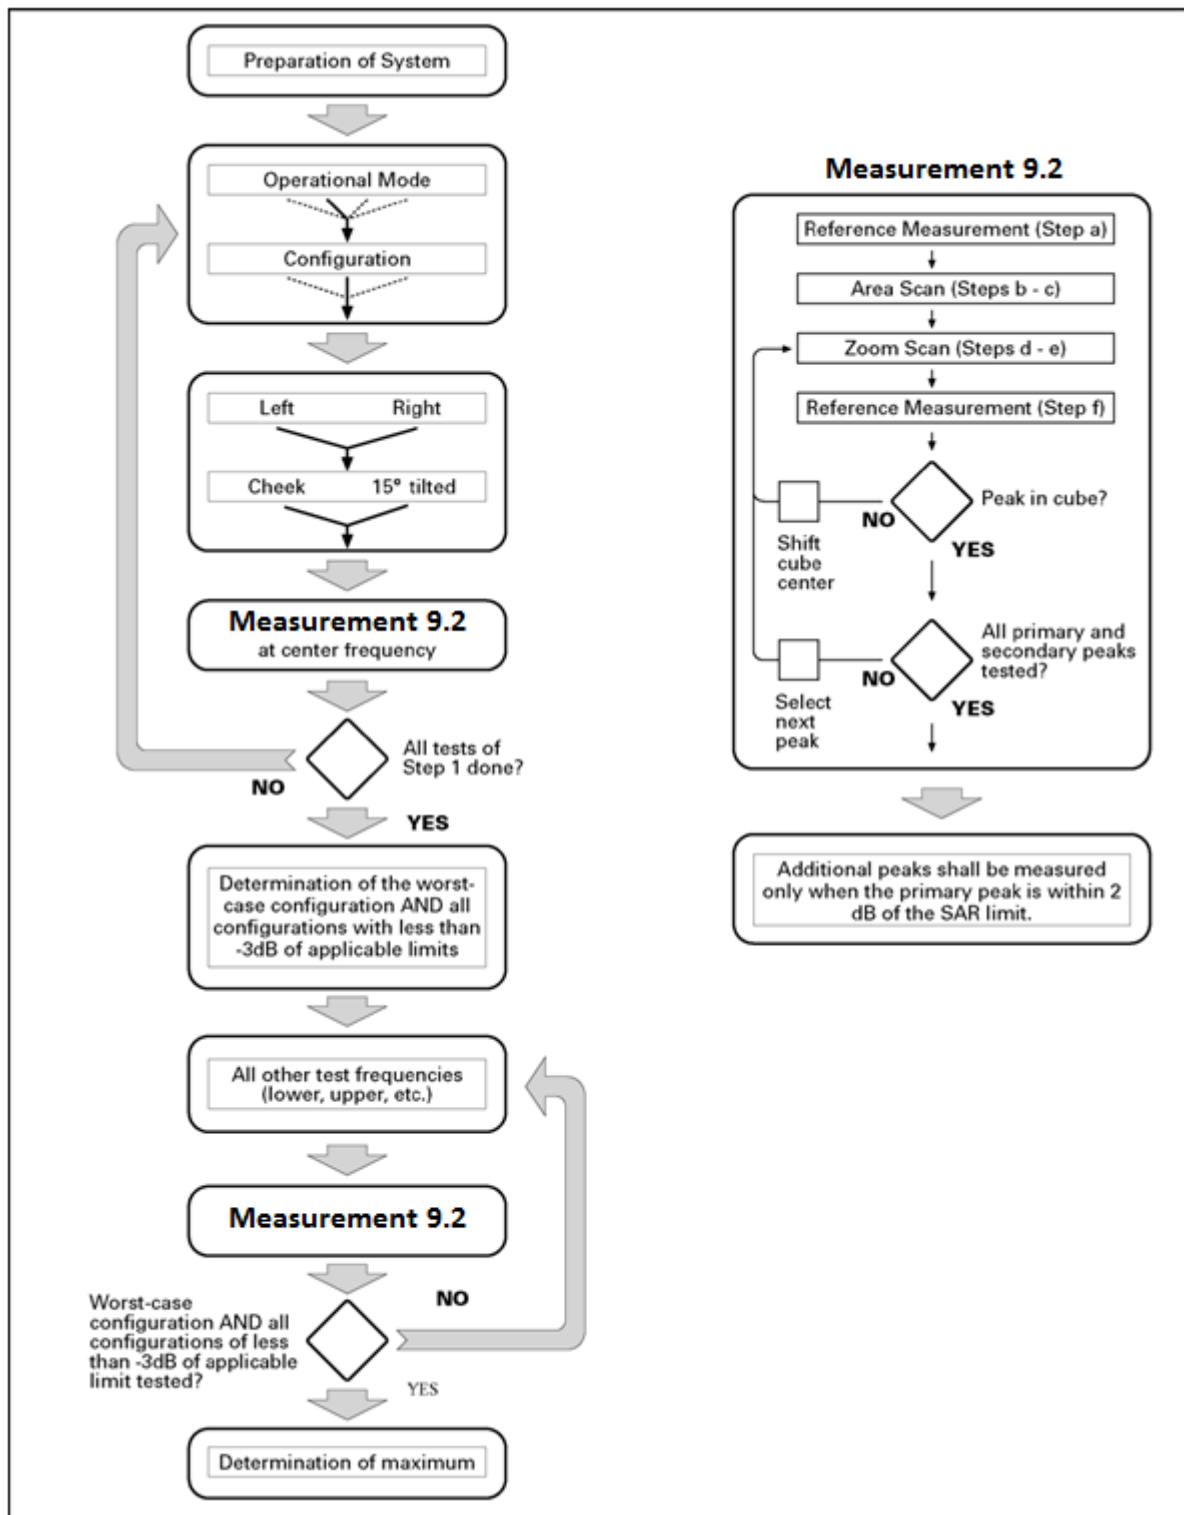 Preparation of System
Operational Mode
Configuration
Left Right
Cheek 15° tilted
Measurement 9.2
at center frequency
All tests of
Step 1 done?
NO
YES
Determination of the worst-
case configuration AND all
configurations with less than
-3dB of applicable limits
All other test frequencies
(lower, upper, etc.)
Measurement 9.2
NO
Worst-case
configuration AND all
configurations of less
than -3dB of applicable
limit tested?
YES
Determination of maximum
Measurement 9.2
Reference Measurement (Step a)
Area Scan (Steps b - c)
Zoom Scan (Steps d - e)
Reference Measurement (Step f)
Peak in cube?
NO
YES
Shift
cube
center
All primary and
secondary peaks
tested?
NO
YES
Select
next
peak
Additional peaks shall be measured
only when the primary peak is within 2
dB of the SAR limit.